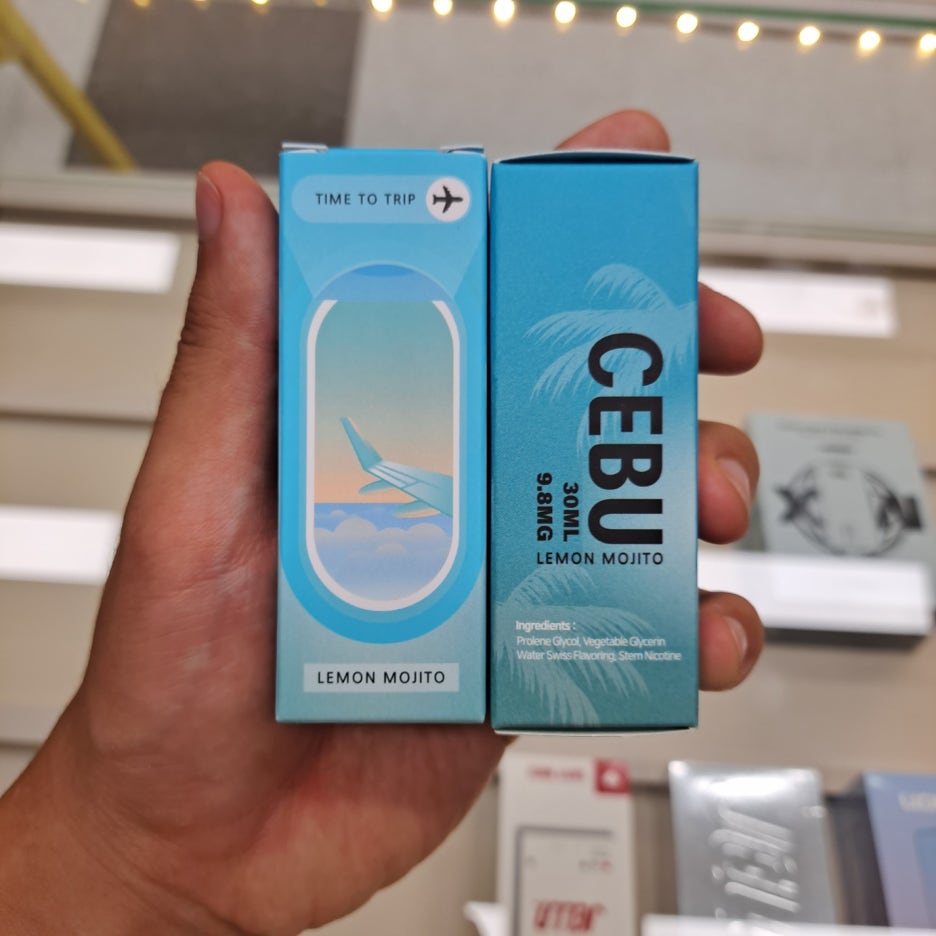 TIME TO TRIP
LEMON MOJITO
CEBU
30ML
9.8MG
LEMON MOJITO
Ingredients :
Prolene Glycol, Vegetable Glycerin
Water Swiss Flavoring, Stem Nicotine